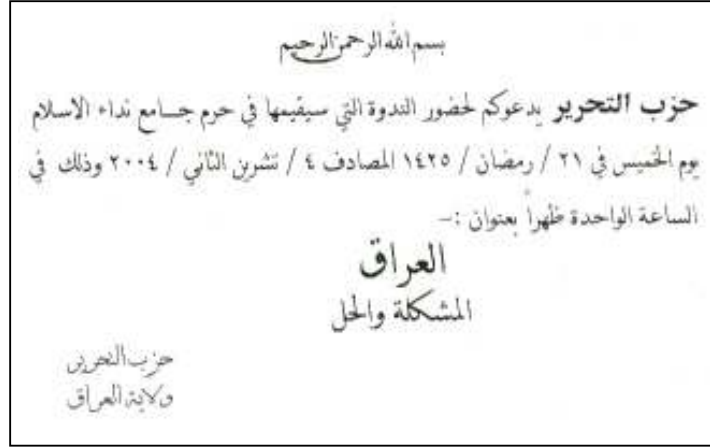 بسم الله الرحمن الرحيم
حزب التحرير يدعوكم لحضور الندوة التي سيقيمها في حرم جامع نداء الاسلام
يوم الخميس في ٢١ / رمضان / ١٤٢٥ المصادف ٤ / تشرين الثاني / ٢٠٠٤ وذلك في
الساعة الواحدة ظهراً بعنوان :-
العراق
المشكلة والحل
حزب التحرير
ولاية العراق